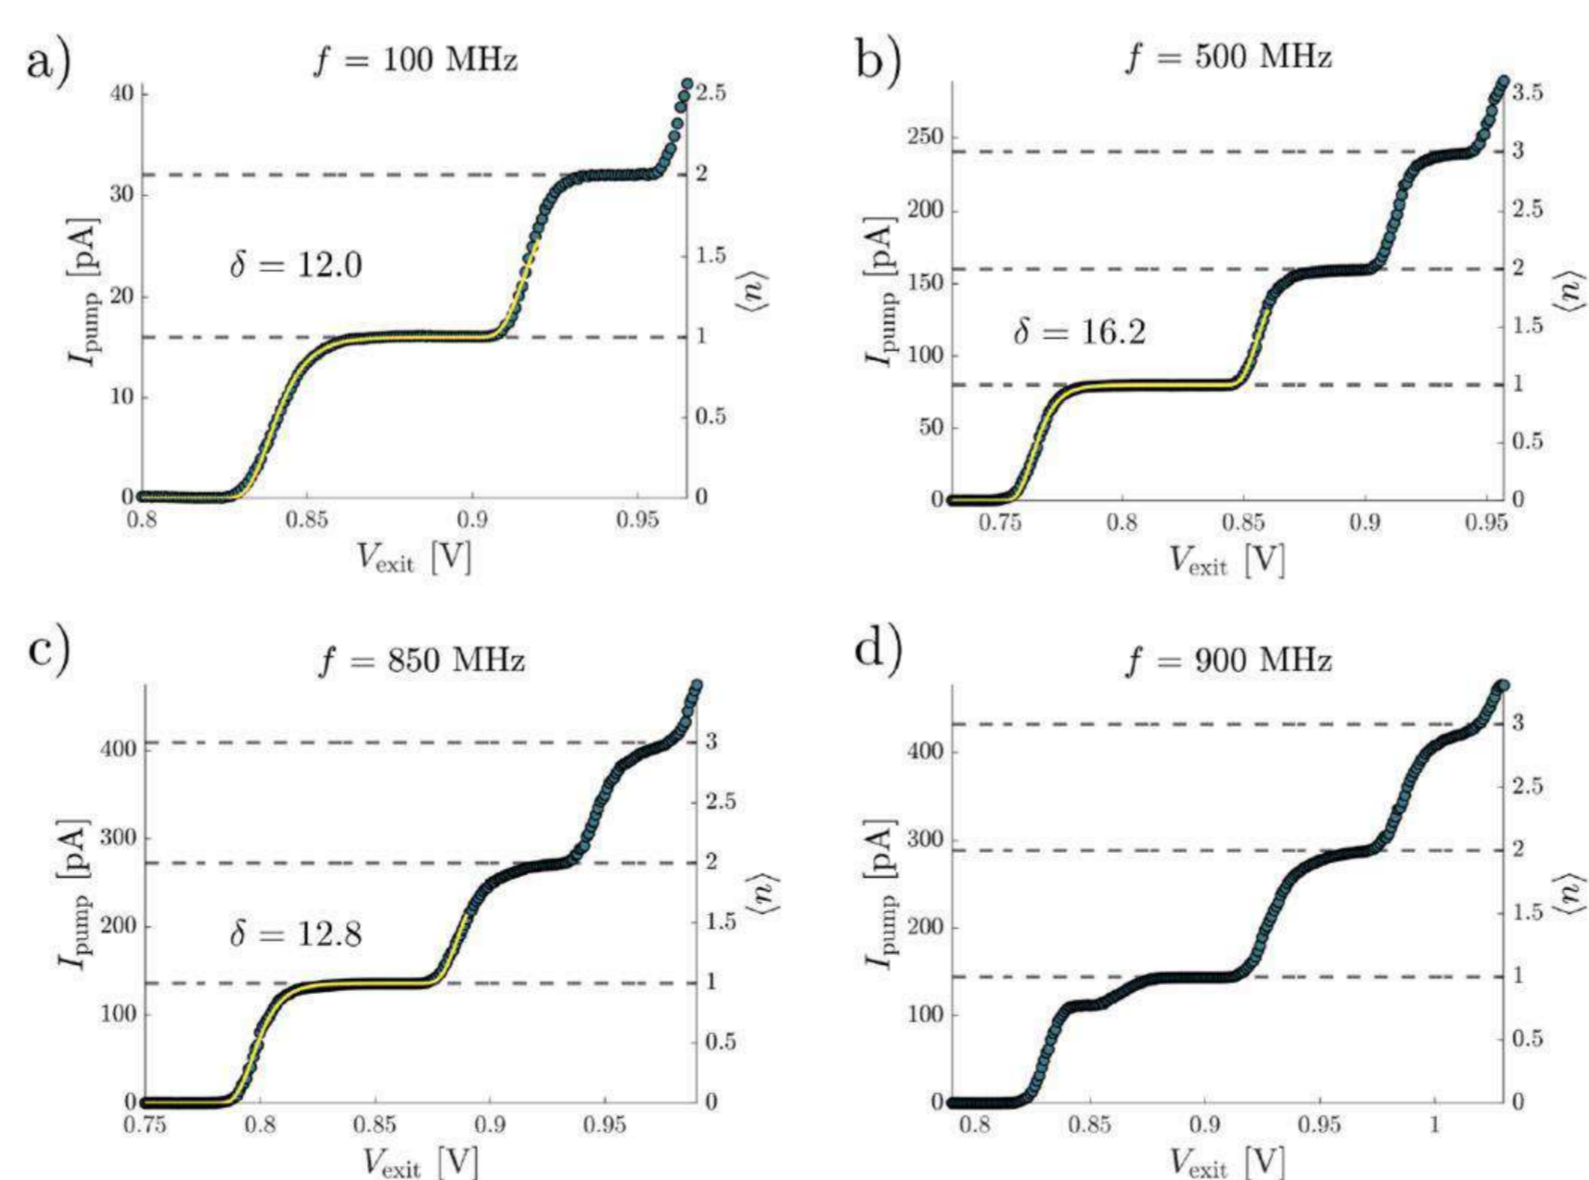 a)
f = 100 MHz
40
30
20
10
0
2.5
2
1.5
1
0.5
0
δ = 12.0
I_pump [pA]
⟨n⟩
0.8 0.85 0.9 0.95
V_exit [V]
b)
f = 500 MHz
250
200
150
100
50
0
3.5
3
2.5
2
1.5
1
0.5
0
δ = 16.2
I_pump [pA]
⟨n⟩
0.75 0.8 0.85 0.9 0.95
V_exit [V]
c)
f = 850 MHz
400
300
200
100
0
3
2.5
2
1.5
1
0.5
0
δ = 12.8
I_pump [pA]
⟨n⟩
0.75 0.8 0.85 0.9 0.95
V_exit [V]
d)
f = 900 MHz
400
300
200
100
0
3
2.5
2
1.5
1
0.5
0
I_pump [pA]
⟨n⟩
0.8 0.85 0.9 0.95 1
V_exit [V]